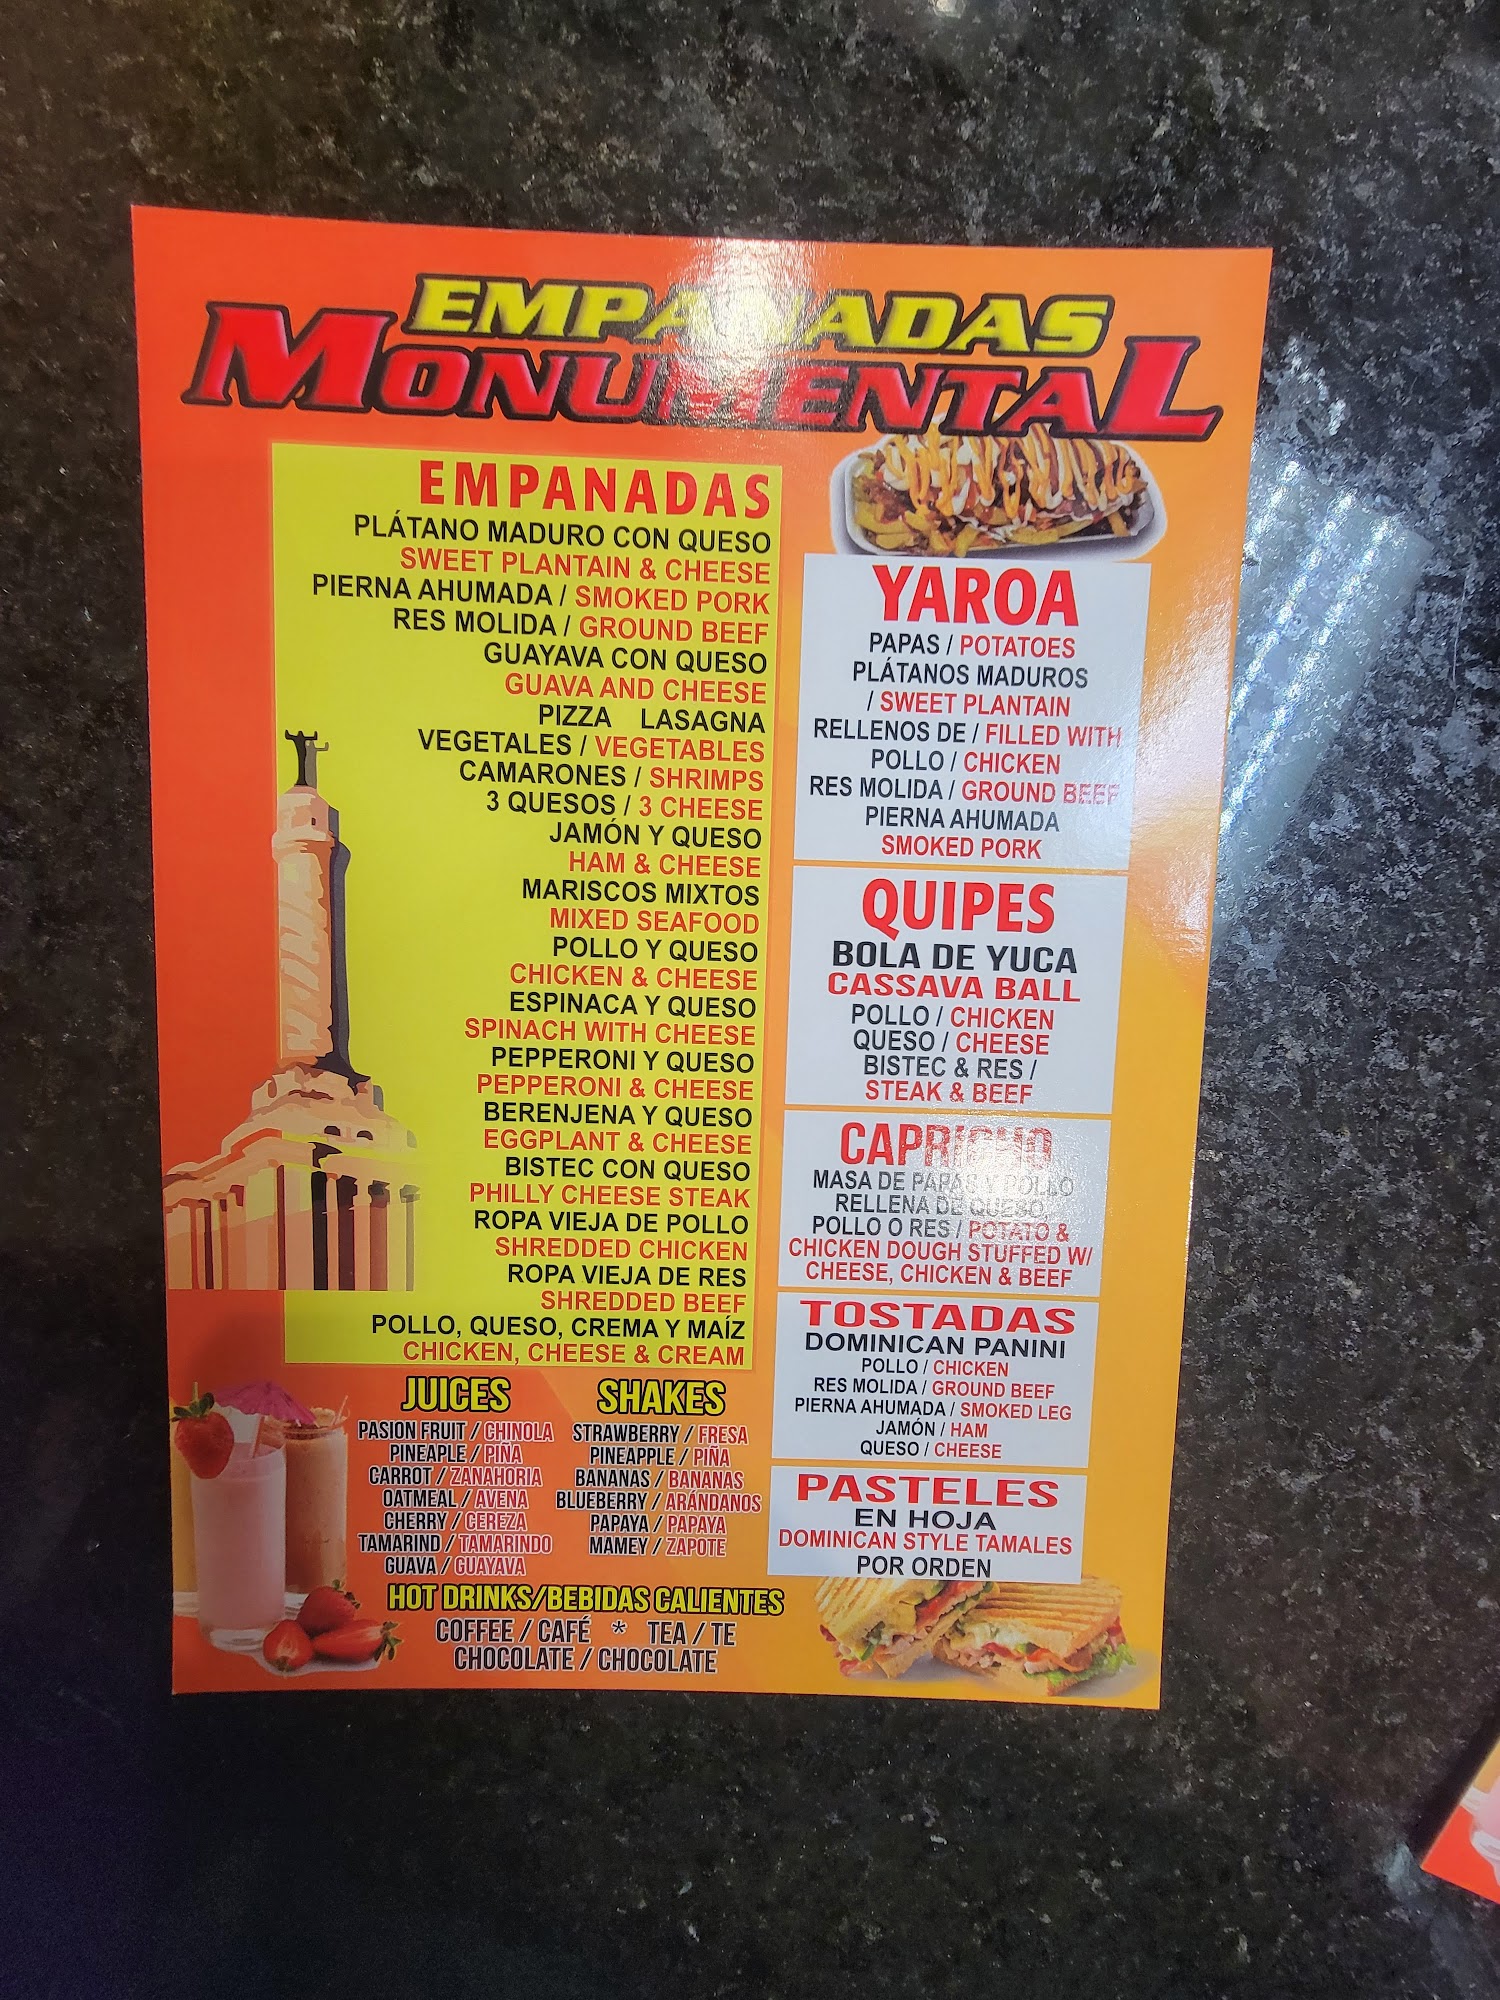 EMPANADAS
MONUMENTAL
EMPANADAS
PLÁTANO MADURO CON QUESO
SWEET PLANTAIN & CHEESE
PIERNA AHUMADA / SMOKED PORK
RES MOLIDA / GROUND BEEF
GUAYAVA CON QUESO
GUAVA AND CHEESE
PIZZA LASAGNA
VEGETALES / VEGETABLES
CAMARONES / SHRIMPS
3 QUESOS / 3 CHEESE
JAMÓN Y QUESO
HAM & CHEESE
MARISCOS MIXTOS
MIXED SEAFOOD
POLLO Y QUESO
CHICKEN & CHEESE
ESPINACA Y QUESO
SPINACH WITH CHEESE
PEPPERONI Y QUESO
PEPPERONI & CHEESE
BERENJENA Y QUESO
EGGPLANT & CHEESE
BISTEC CON QUESO
PHILLY CHEESE STEAK
ROPA VIEJA DE POLLO
SHREDDED CHICKEN
ROPA VIEJA DE RES
SHREDDED BEEF
POLLO, QUESO, CREMA Y MAÍZ
CHICKEN, CHEESE & CREAM
YAROA
PAPAS / POTATOES
PLÁTANOS MADUROS
/ SWEET PLANTAIN
RELLENOS DE / FILLED WITH
POLLO / CHICKEN
RES MOLIDA / GROUND BEEF
PIERNA AHUMADA
SMOKED PORK
QUIPES
BOLA DE YUCA
CASSAVA BALL
POLLO / CHICKEN
QUESO / CHEESE
BISTEC & RES /
STEAK & BEEF
CAPRICHO
MASA DE PAPAS Y POLLO
RELLENA DE QUESO,
POLLO O RES / POTATO &
CHICKEN DOUGH STUFFED W/
CHEESE, CHICKEN & BEEF
TOSTADAS
DOMINICAN PANINI
POLLO / CHICKEN
RES MOLIDA / GROUND BEEF
PIERNA AHUMADA / SMOKED LEG
JAMÓN / HAM
QUESO / CHEESE
PASTELES
EN HOJA
DOMINICAN STYLE TAMALES
POR ORDEN
JUICES
PASION FRUIT / CHINOLA
PINEAPLE / PIÑA
CARROT / ZANAHORIA
OATMEAL / AVENA
CHERRY / CEREZA
TAMARIND / TAMARINDO
GUAVA / GUAYAVA
SHAKES
STRAWBERRY / FRESA
PINEAPPLE / PIÑA
BANANAS / BANANAS
BLUEBERRY / ARÁNDANOS
PAPAYA / PAPAYA
MAMEY / ZAPOTE
HOT DRINKS/BEBIDAS CALIENTES
COFFEE / CAFÉ * TEA / TE
CHOCOLATE / CHOCOLATE